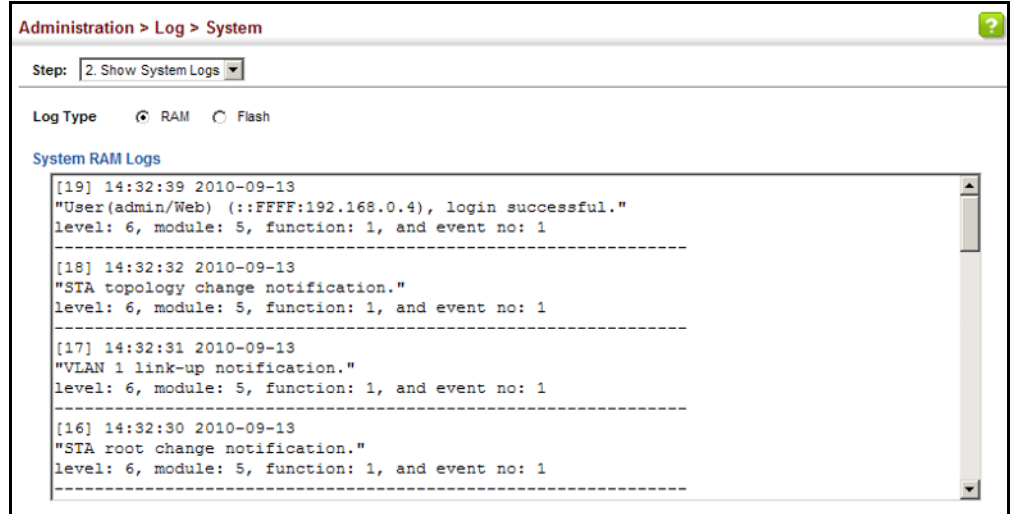 Administration > Log > System
?
Step: 2. Show System Logs
Log Type RAM Flash
System RAM Logs
[19] 14:32:39 2010-09-13
"User(admin/Web) (::FFFF:192.168.0.4), login successful."
level: 6, module: 5, function: 1, and event no: 1
----------------------------------------------------------------
[18] 14:32:32 2010-09-13
"STA topology change notification."
level: 6, module: 5, function: 1, and event no: 1
----------------------------------------------------------------
[17] 14:32:31 2010-09-13
"VLAN 1 link-up notification."
level: 6, module: 5, function: 1, and event no: 1
----------------------------------------------------------------
[16] 14:32:30 2010-09-13
"STA root change notification."
level: 6, module: 5, function: 1, and event no: 1
----------------------------------------------------------------